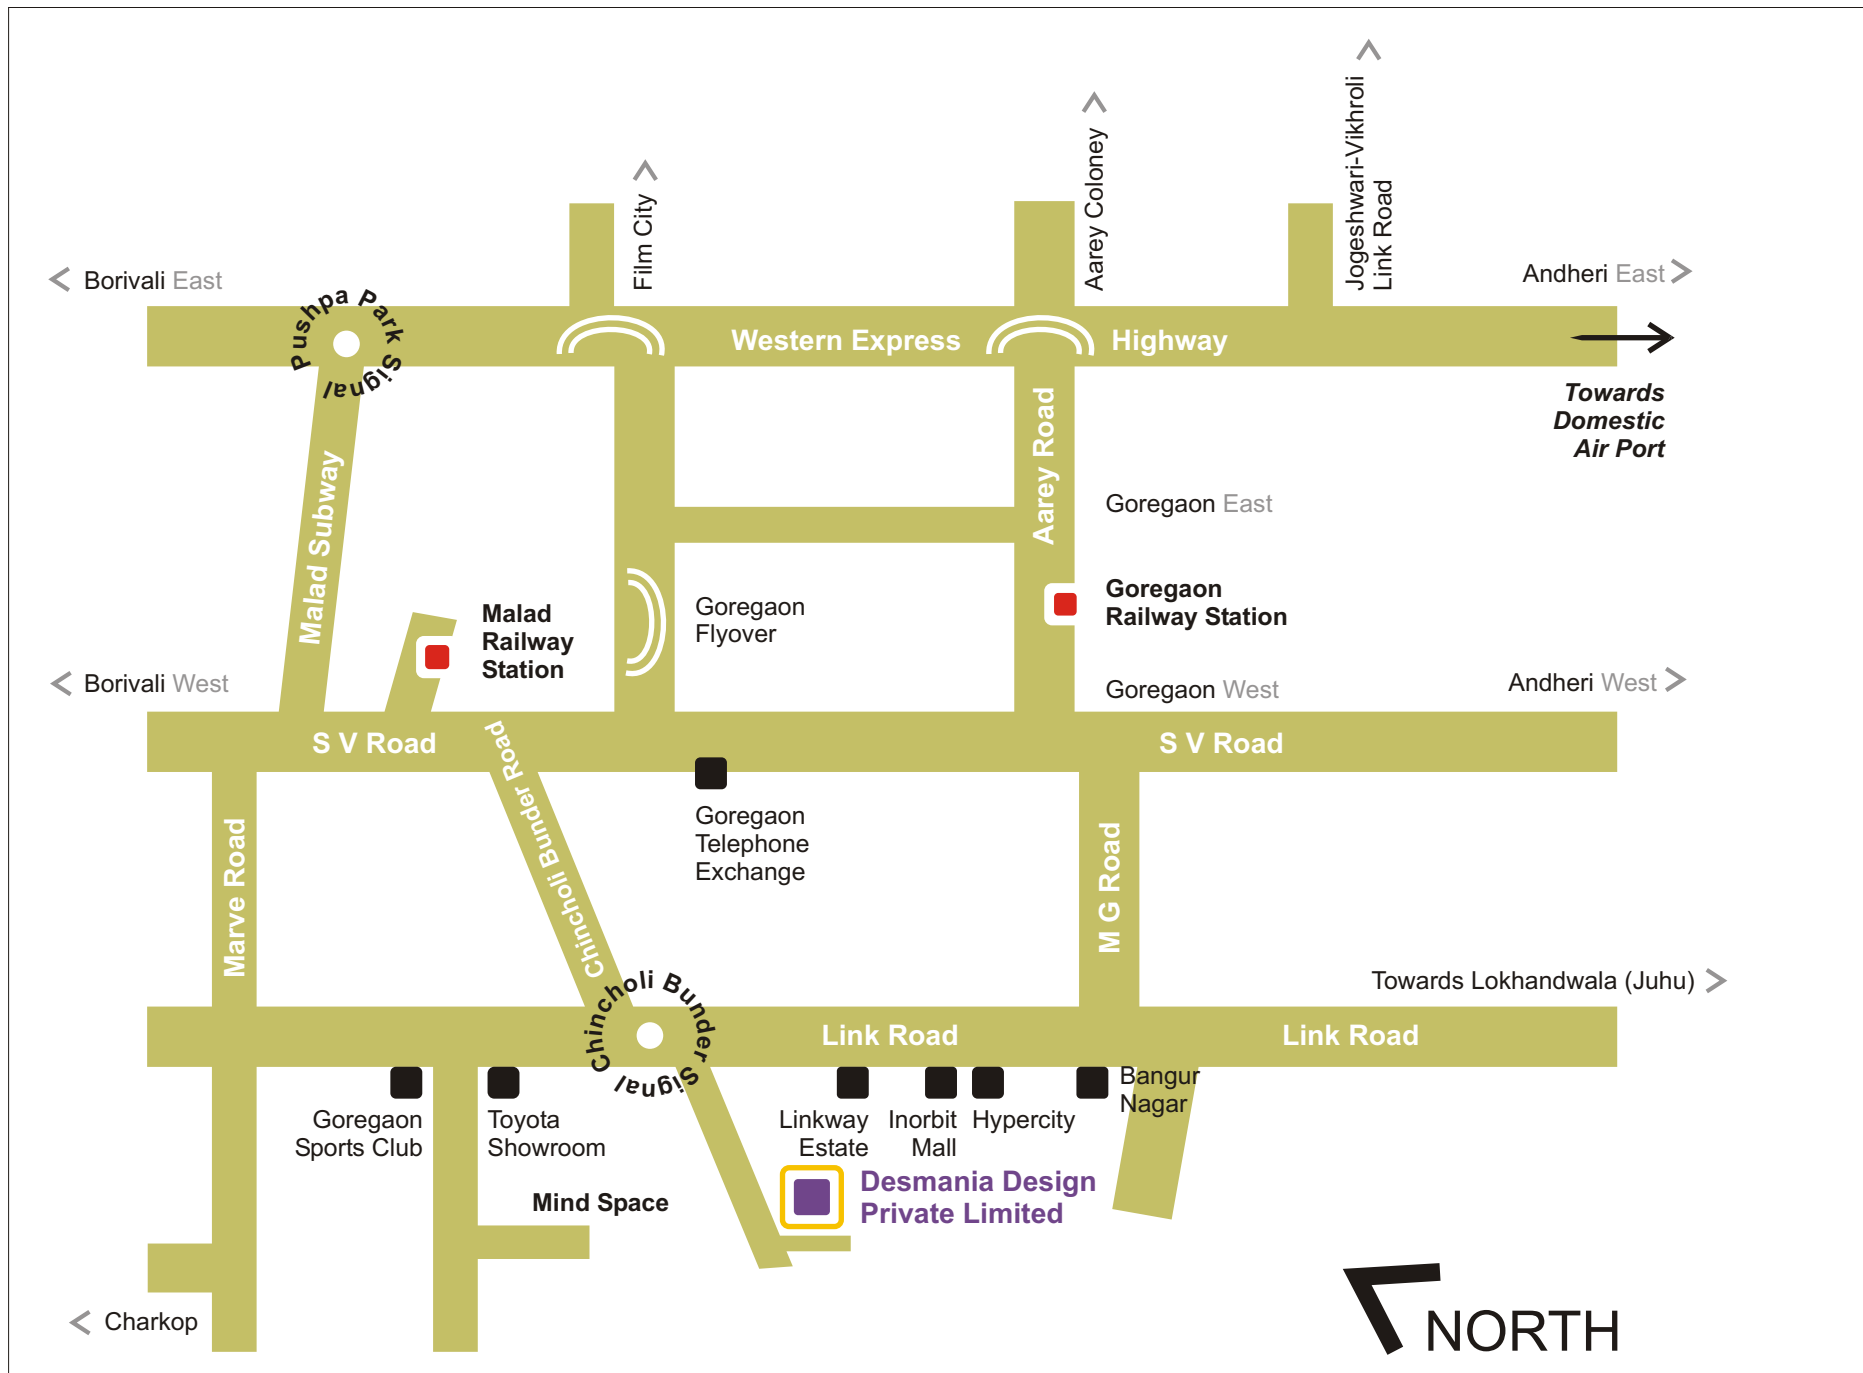 Jogeshwari-Vikhroli
Link Road
Aarey Coloney
Film City
Borivali East
Andheri East
Pushpa Park Signal
Western Express Highway
Towards
Domestic
Air Port
Aarey Road
Malad Subway
Goregaon East
Goregaon
Railway Station
Malad
Railway
Station
Goregaon
Flyover
Borivali West
Goregaon West
Andheri West
S V Road
S V Road
Chincholi Bunder Road
Goregaon
Telephone
Exchange
Marve Road
M G Road
Towards Lokhandwala (Juhu)
Chincholi Bunder Signal
Link Road
Link Road
Goregaon
Sports Club
Toyota
Showroom
Linkway
Estate
Inorbit
Mall
Hypercity
Bangur
Nagar
Mind Space
Desmania Design
Private Limited
Charkop
NORTH